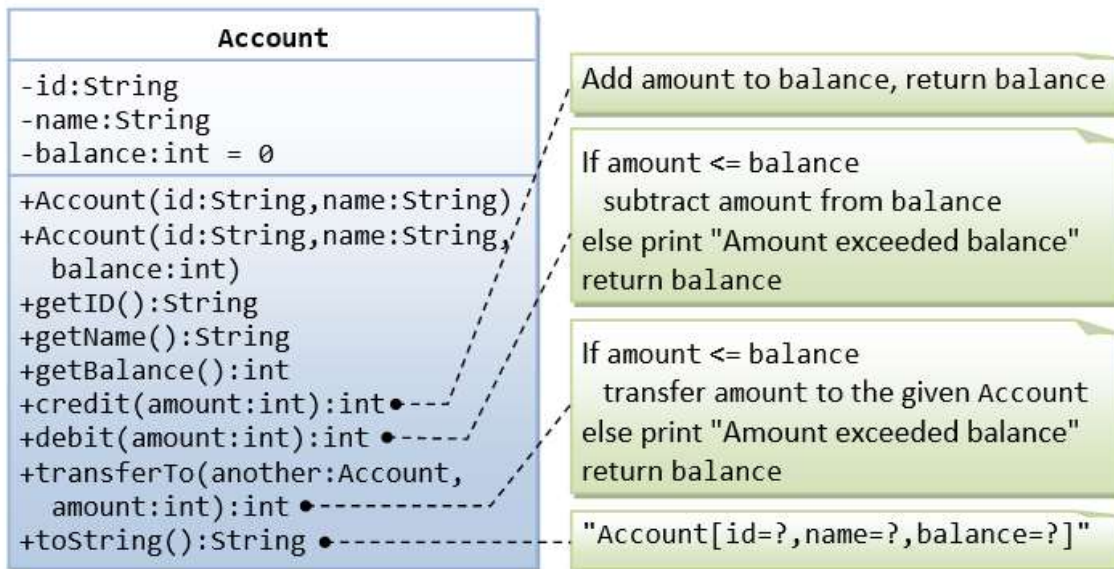 Account
-id:String
-name:String
-balance:int = 0
+Account(id:String,name:String)
+Account(id:String,name:String,
balance:int)
+getID():String
+getName():String
+getBalance():int
+credit(amount:int):int
+debit(amount:int):int
+transferTo(another:Account,
amount:int):int
+toString():String
Add amount to balance, return balance
If amount <= balance
subtract amount from balance
else print "Amount exceeded balance"
return balance
If amount <= balance
transfer amount to the given Account
else print "Amount exceeded balance"
return balance
"Account[id=?,name=?,balance=?]"